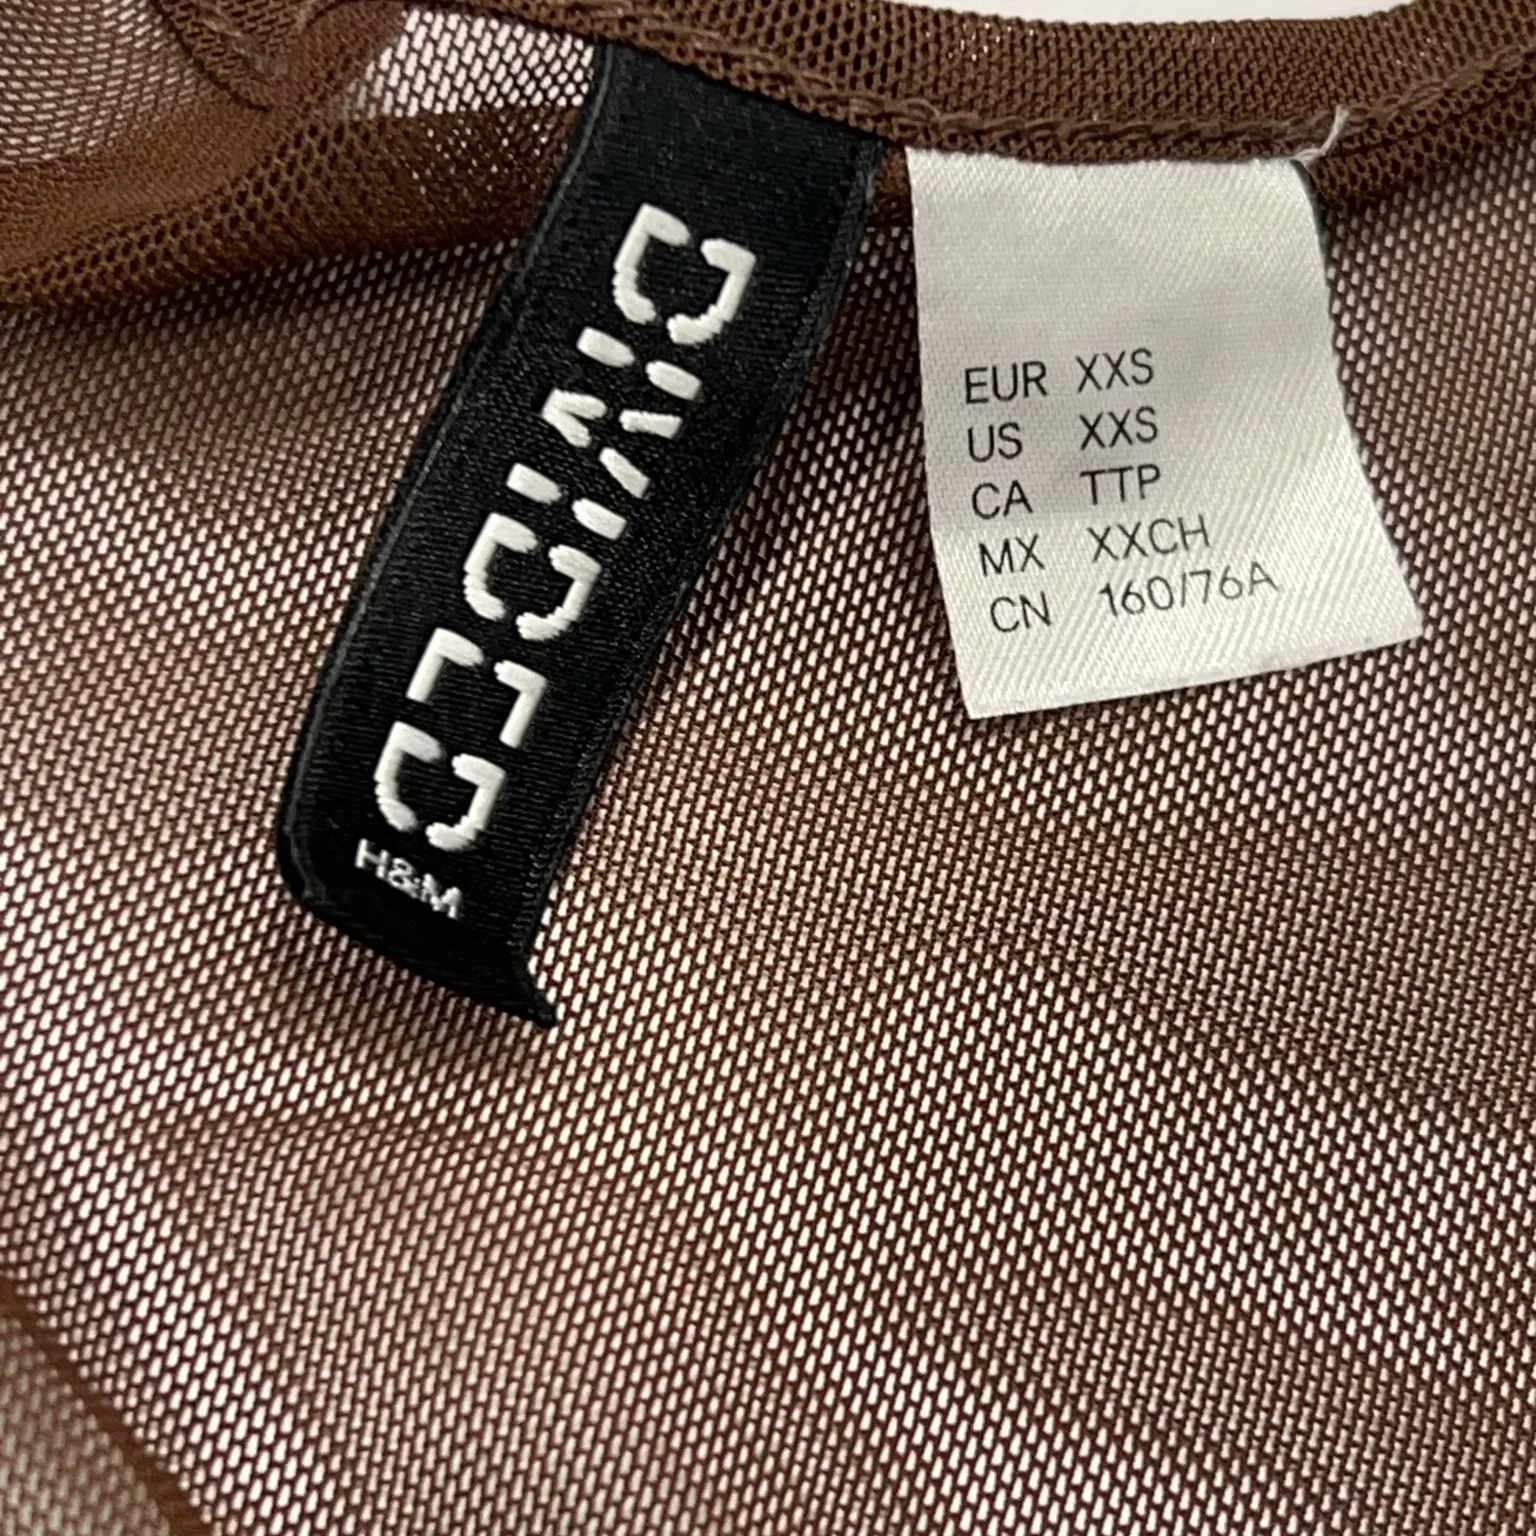 DIVIDED
H&M
EUR XXS
US XXS
CA TTP
MX XXCH
CN 160/76A